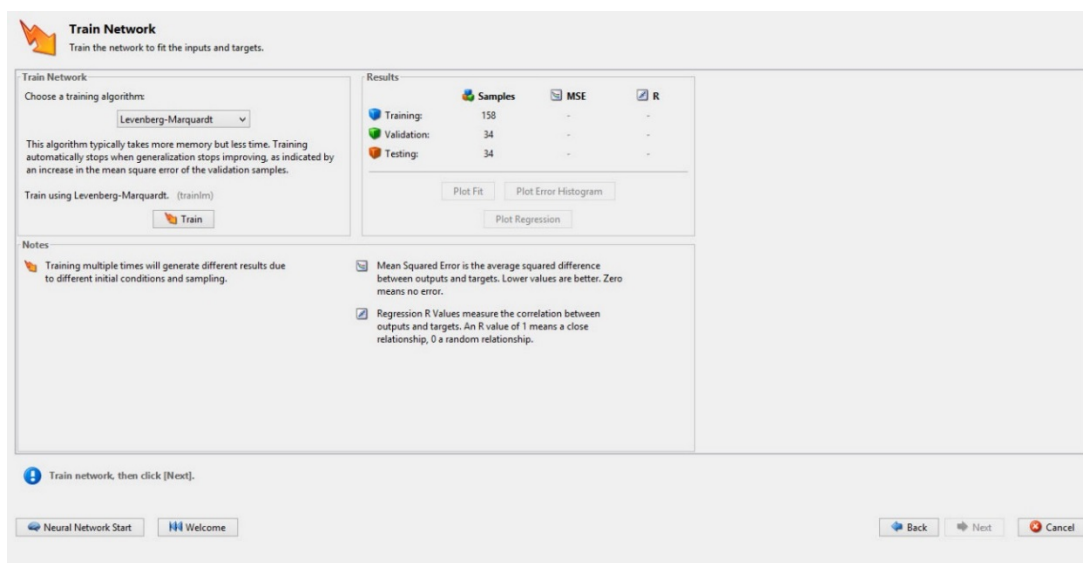 Train Network
Train the network to fit the inputs and targets.
Train Network
Choose a training algorithm:
Levenberg-Marquardt
This algorithm typically takes more memory but less time. Training
automatically stops when generalization stops improving, as indicated by
an increase in the mean square error of the validation samples.
Train using Levenberg-Marquardt. (trainlm)
Train
Results
Samples MSE R
Training: 158 - -
Validation: 34 - -
Testing: 34 - -
Plot Fit Plot Error Histogram
Plot Regression
Notes
Training multiple times will generate different results due
to different initial conditions and sampling.
Mean Squared Error is the average squared difference
between outputs and targets. Lower values are better. Zero
means no error.
Regression R Values measure the correlation between
outputs and targets. An R value of 1 means a close
relationship, 0 a random relationship.
Train network, then click [Next].
Neural Network Start Welcome Back Next Cancel